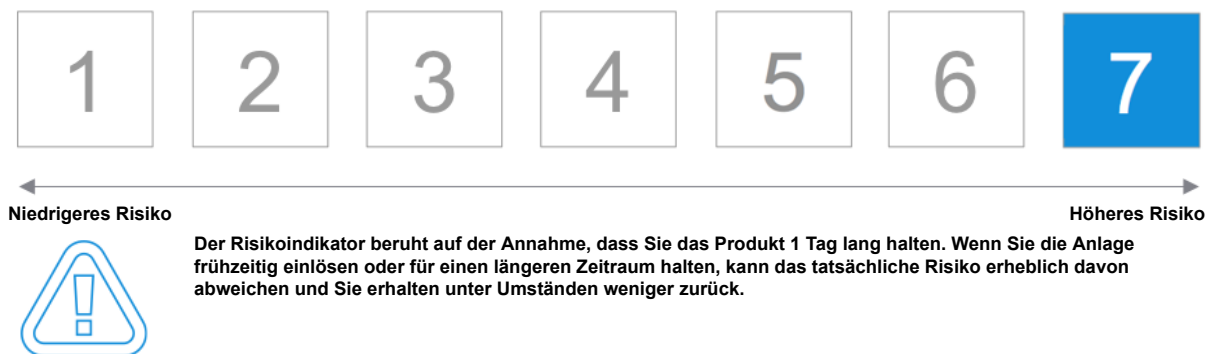 1 2 3 4 5 6 7
Niedrigeres Risiko Höheres Risiko
Der Risikoindikator beruht auf der Annahme, dass Sie das Produkt 1 Tag lang halten. Wenn Sie die Anlage
frühzeitig einlösen oder für einen längeren Zeitraum halten, kann das tatsächliche Risiko erheblich davon
abweichen und Sie erhalten unter Umständen weniger zurück.